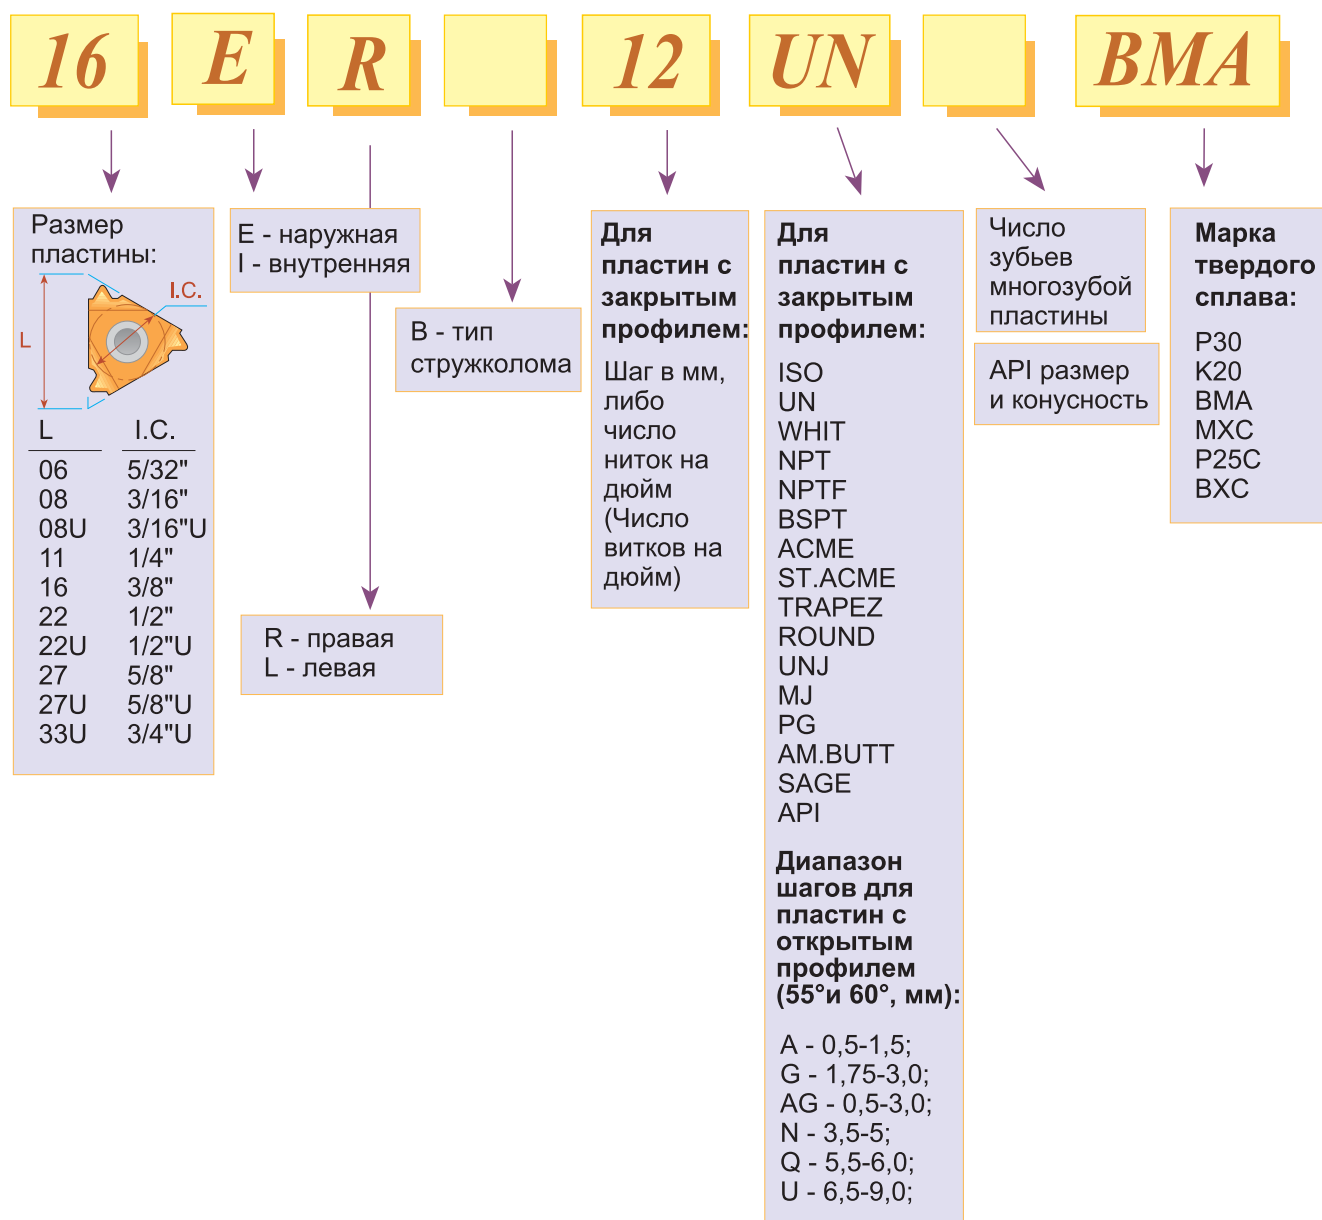 16 E R 12 UN BMA
Размер
пластины:
I.C.
L
L I.C.
06 5/32"
08 3/16"
08U 3/16"U
11 1/4"
16 3/8"
22 1/2"
22U 1/2"U
27 5/8"
27U 5/8"U
33U 3/4"U
E - наружная
I - внутренняя
R - правая
L - левая
B - тип
стружколома
Для
пластин с
закрытым
профилем:
Шаг в мм,
либо
число
ниток на
дюйм
(Число
витков на
дюйм)
Для
пластин с
закрытым
профилем:
ISO
UN
WHIT
NPT
NPTF
BSPT
ACME
ST.ACME
TRAPEZ
ROUND
UNJ
MJ
PG
AM.BUTT
SAGE
API
Диапазон
шагов для
пластин с
открытым
профилем
(55°и 60°, мм):
A - 0,5-1,5;
G - 1,75-3,0;
AG - 0,5-3,0;
N - 3,5-5;
Q - 5,5-6,0;
U - 6,5-9,0;
Число
зубьев
многозубой
пластины
API размер
и конусность
Марка
твердого
сплава:
P30
K20
BMA
MXC
P25C
BXC